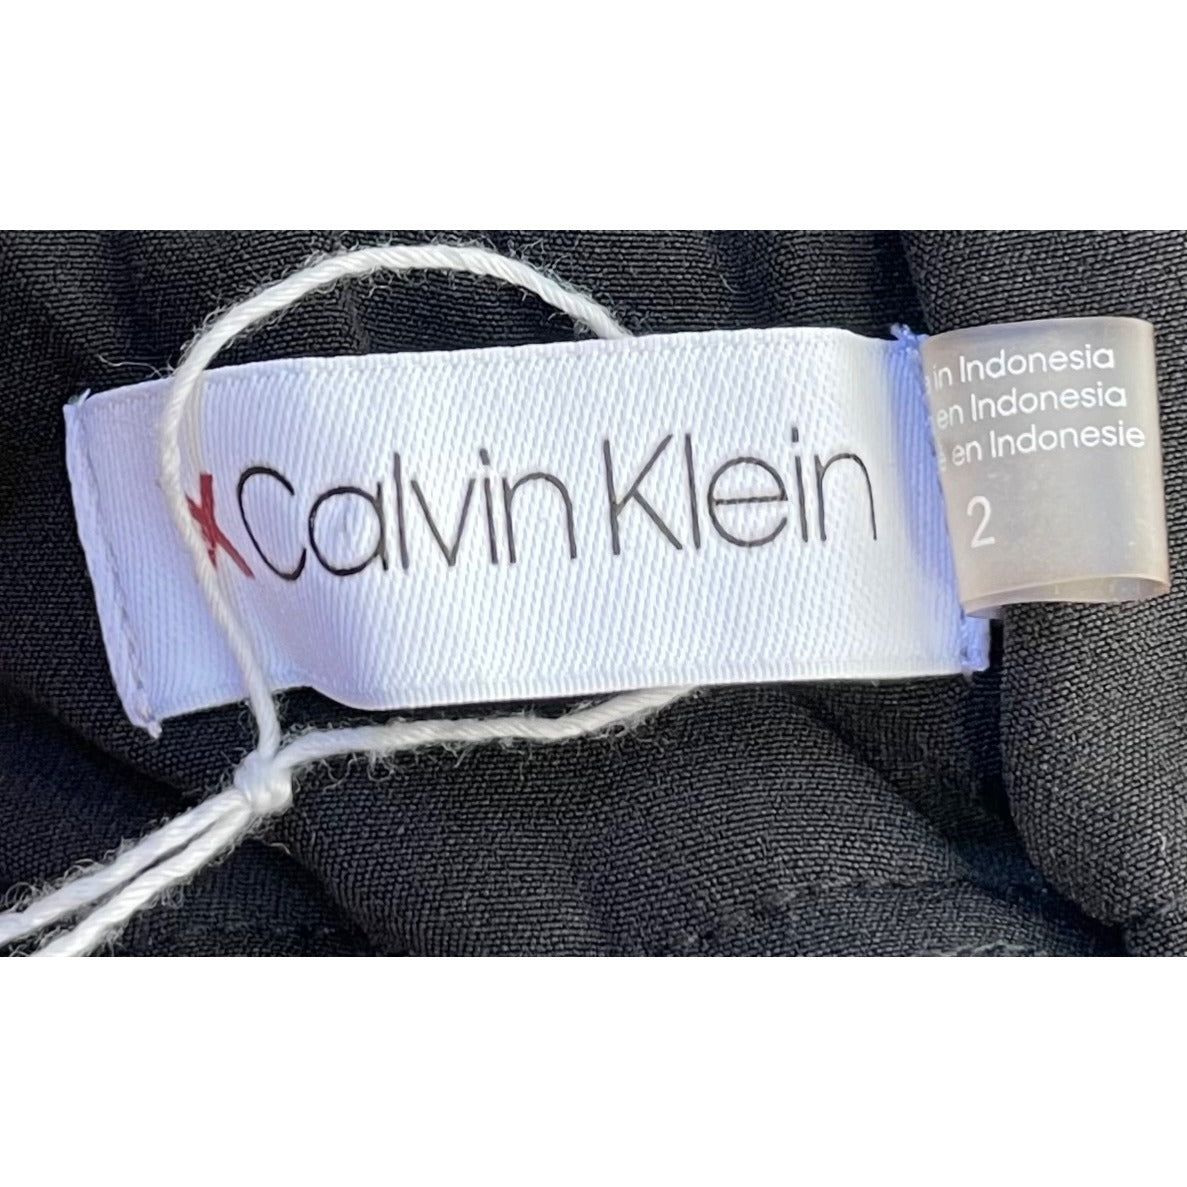 Calvin Klein
in Indonesia
en Indonesia
en Indonesie
2